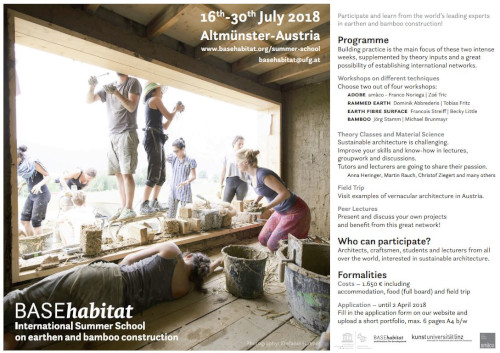 16th-30th July 2018
Altmünster-Austria
www.basehabitat.org/summer-school
basehabitat@ufg.at
BASEhabitat
International Summer School
on earthen and bamboo construction
Participate and learn from the world's leading experts
in earthen and bamboo construction!
Programme
Building practice is the main focus of these two intense
weeks, supplemented by theory inputs and a great
possibility of establishing international networks.
Workshops on different techniques
Choose two out of four workshops:
ADOBE amàco - Franco Noriega | Zoé Tric
RAMMED EARTH Dominik Abbrederis | Tobias Fritz
EARTH FIBRE SURFACE Francois Streiff | Becky Little
BAMBOO Jörg Stamm | Michael Brunmayr
Theory Classes and Material Science
Sustainable architecture is challenging.
Improve your skills and know-how in lectures,
groupwork and discussions.
Tutors and lecturers are going to share their passion.
Anna Heringer, Martin Rauch, Christof Ziegert and many others
Field Trip
Visit examples of vernacular architecture in Austria.
Peer Lectures
Present and discuss your own projects
and benefit from this great network!
Who can participate?
Architects, craftsmen, students and lecturers from all
over the world, interested in sustainable architecture.
Formalities
Costs – 1.650 € including
accommodation, food (full board) and field trip
Application – until 2 April 2018
Fill in the application form on our website and
upload a short portfolio, max. 6 pages A4 b/w
BASEhabitat
kunstuniversität linz